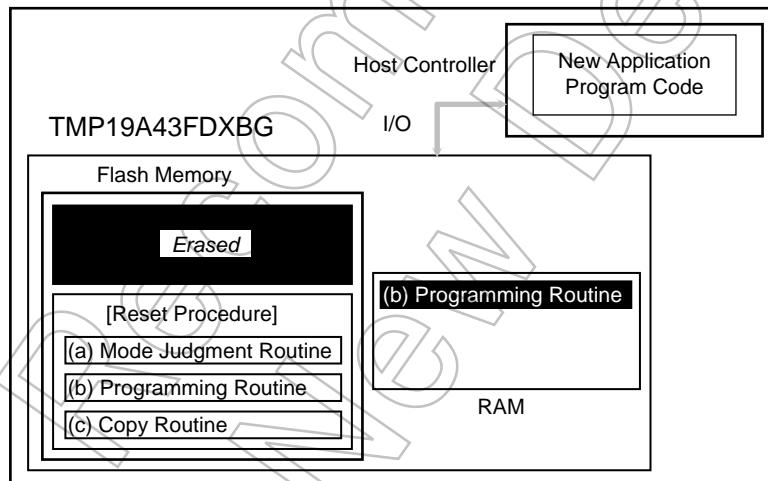 Host Controller
New Application
Program Code
TMP19A43FDXBG
I/O
Flash Memory
Erased
[Reset Procedure]
(a) Mode Judgment Routine
(b) Programming Routine
(c) Copy Routine
(b) Programming Routine
RAM